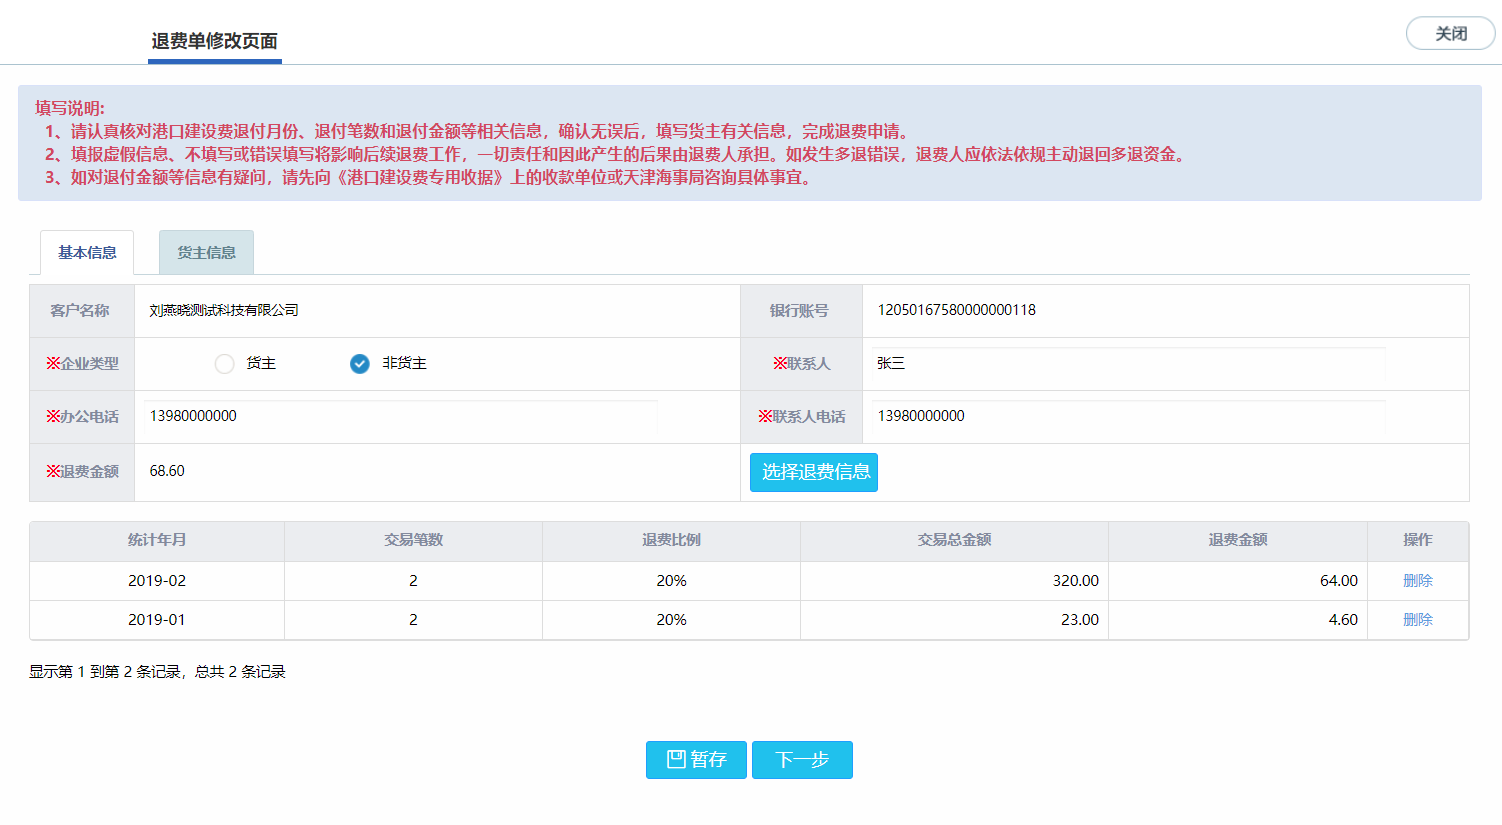 退费单修改页面
关闭
填写说明:
1、请认真核对港口建设费退付月份、退付笔数和退付金额等相关信息，确认无误后，填写货主有关信息，完成退费申请。
2、填报虚假信息、不填写或错误填写将影响后续退费工作，一切责任和因此产生的后果由退费人承担。如发生多退错误，退费人应依法依规主动退回多退资金。
3、如对退付金额等信息有疑问，请先向《港口建设费专用收据》上的收款单位或天津海事局咨询具体事宜。
基本信息 货主信息
客户名称 刘燕晓测试科技有限公司 银行账号 12050167580000000118
※企业类型 货主 非货主 ※联系人 张三
※办公电话 13980000000 ※联系人电话 13980000000
※退费金额 68.60 选择退费信息
统计年月 交易笔数 退费比例 交易总金额 退费金额 操作
2019-02 2 20% 320.00 64.00 删除
2019-01 2 20% 23.00 4.60 删除
显示第 1 到第 2 条记录，总共 2 条记录
暂存 下一步